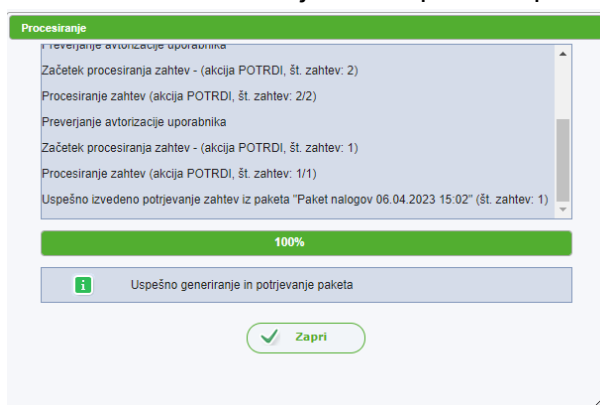 Procesiranje
Preverjanje avtorizacije uporabnika
Začetek procesiranja zahtev - (akcija POTRDI, št. zahtev: 2)
Procesiranje zahtev (akcija POTRDI, št. zahtev: 2/2)
Preverjanje avtorizacije uporabnika
Začetek procesiranja zahtev - (akcija POTRDI, št. zahtev: 1)
Procesiranje zahtev (akcija POTRDI, št. zahtev: 1/1)
Uspešno izvedeno potrjevanje zahtev iz paketa "Paket nalogov 06.04.2023 15:02" (št. zahtev: 1)
100%
Uspešno generiranje in potrjevanje paketa
Zapri